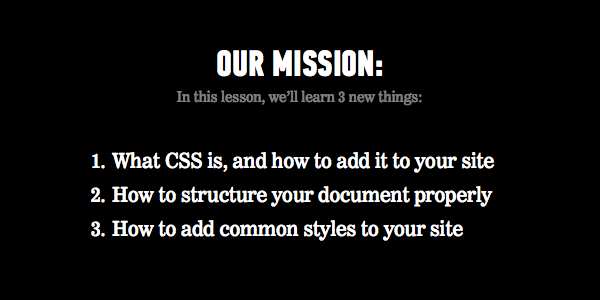 OUR MISSION:
In this lesson, we'll learn 3 new things:
1. What CSS is, and how to add it to your site
2. How to structure your document properly
3. How to add common styles to your site